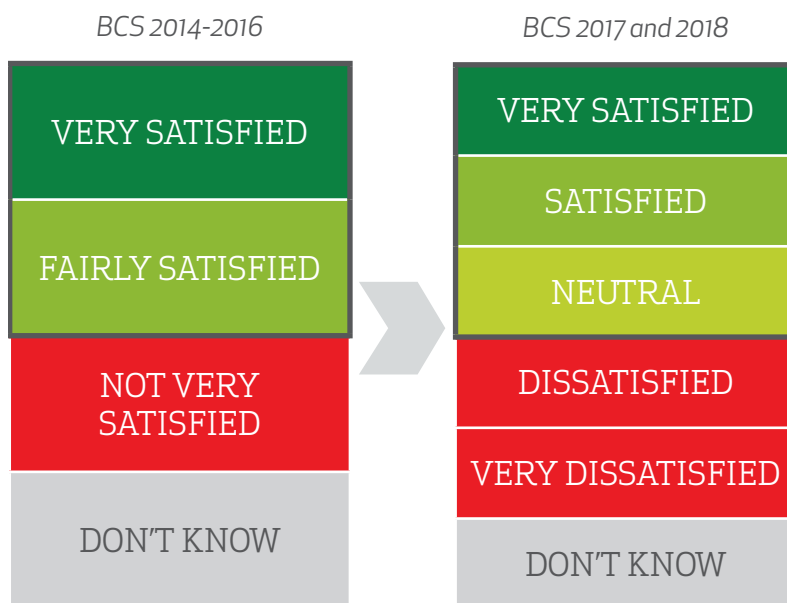 BCS 2014-2016
VERY SATISFIED
FAIRLY SATISFIED
NOT VERY
SATISFIED
DON'T KNOW
BCS 2017 and 2018
VERY SATISFIED
SATISFIED
NEUTRAL
DISSATISFIED
VERY DISSATISFIED
DON'T KNOW